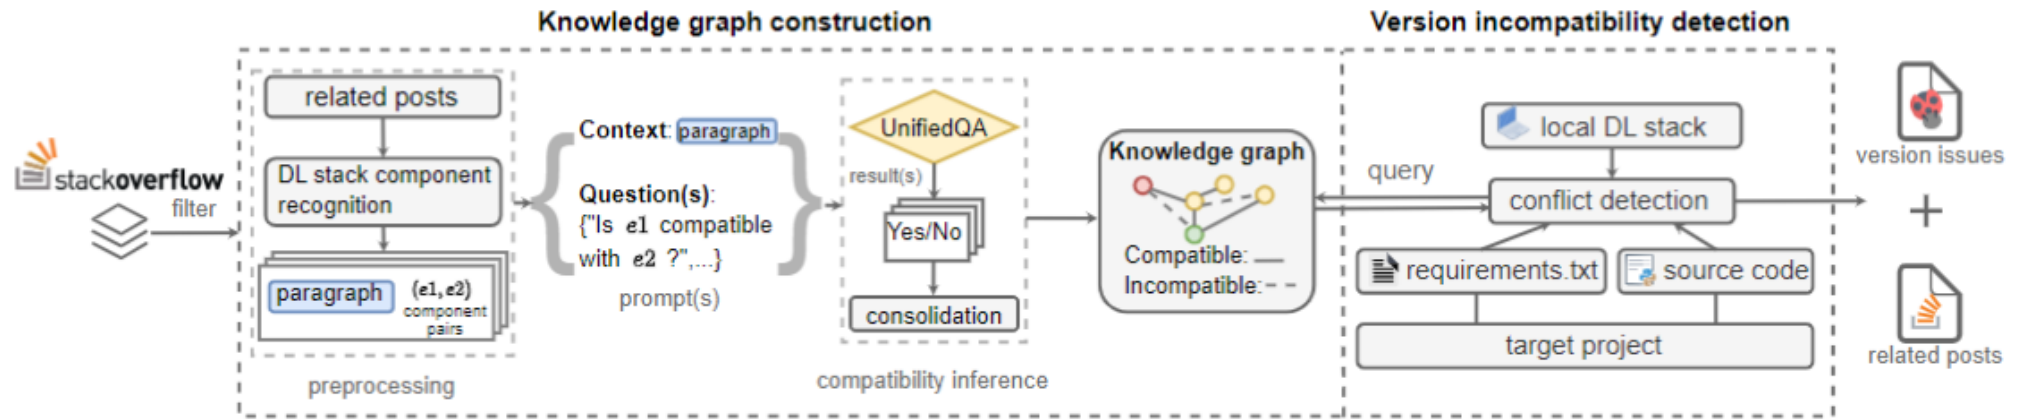 Knowledge graph construction
Version incompatibility detection
stackoverflow
filter
related posts
DL stack component
recognition
paragraph
(e1,e2)
component
pairs
preprocessing
Context: paragraph
Question(s):
{"Is e1 compatible
with e2 ?",...}
prompt(s)
UnifiedQA
result(s)
Yes/No
consolidation
compatibility inference
Knowledge graph
Compatible:
Incompatible:
query
local DL stack
conflict detection
requirements.txt
source code
target project
version issues
+
related posts